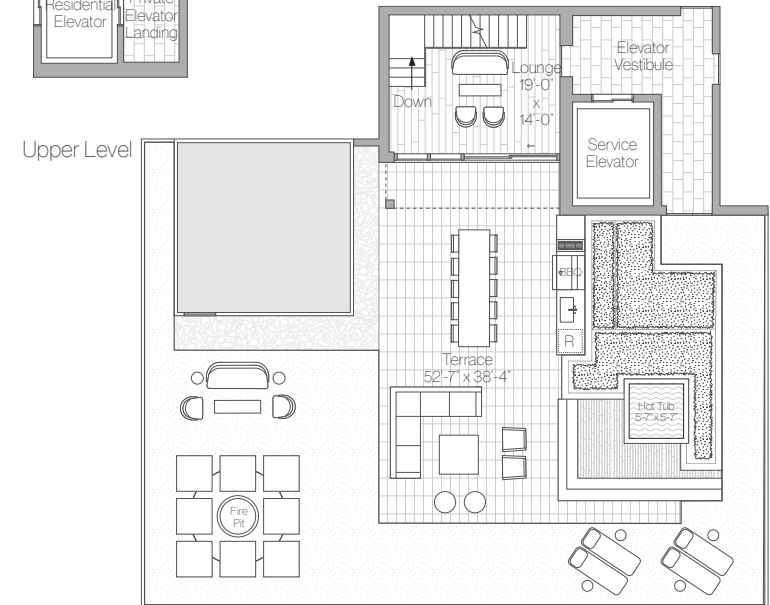 Residential
Elevator
Private
Elevator
Landing
Upper Level
Down
Lounge
19'-0"
x
14'-0"
Elevator
Vestibule
Service
Elevator
BBQ
R
Terrace
52'-7" x 38'-4"
Hot Tub
5'-7" x 5'-7"
Fire
Pit